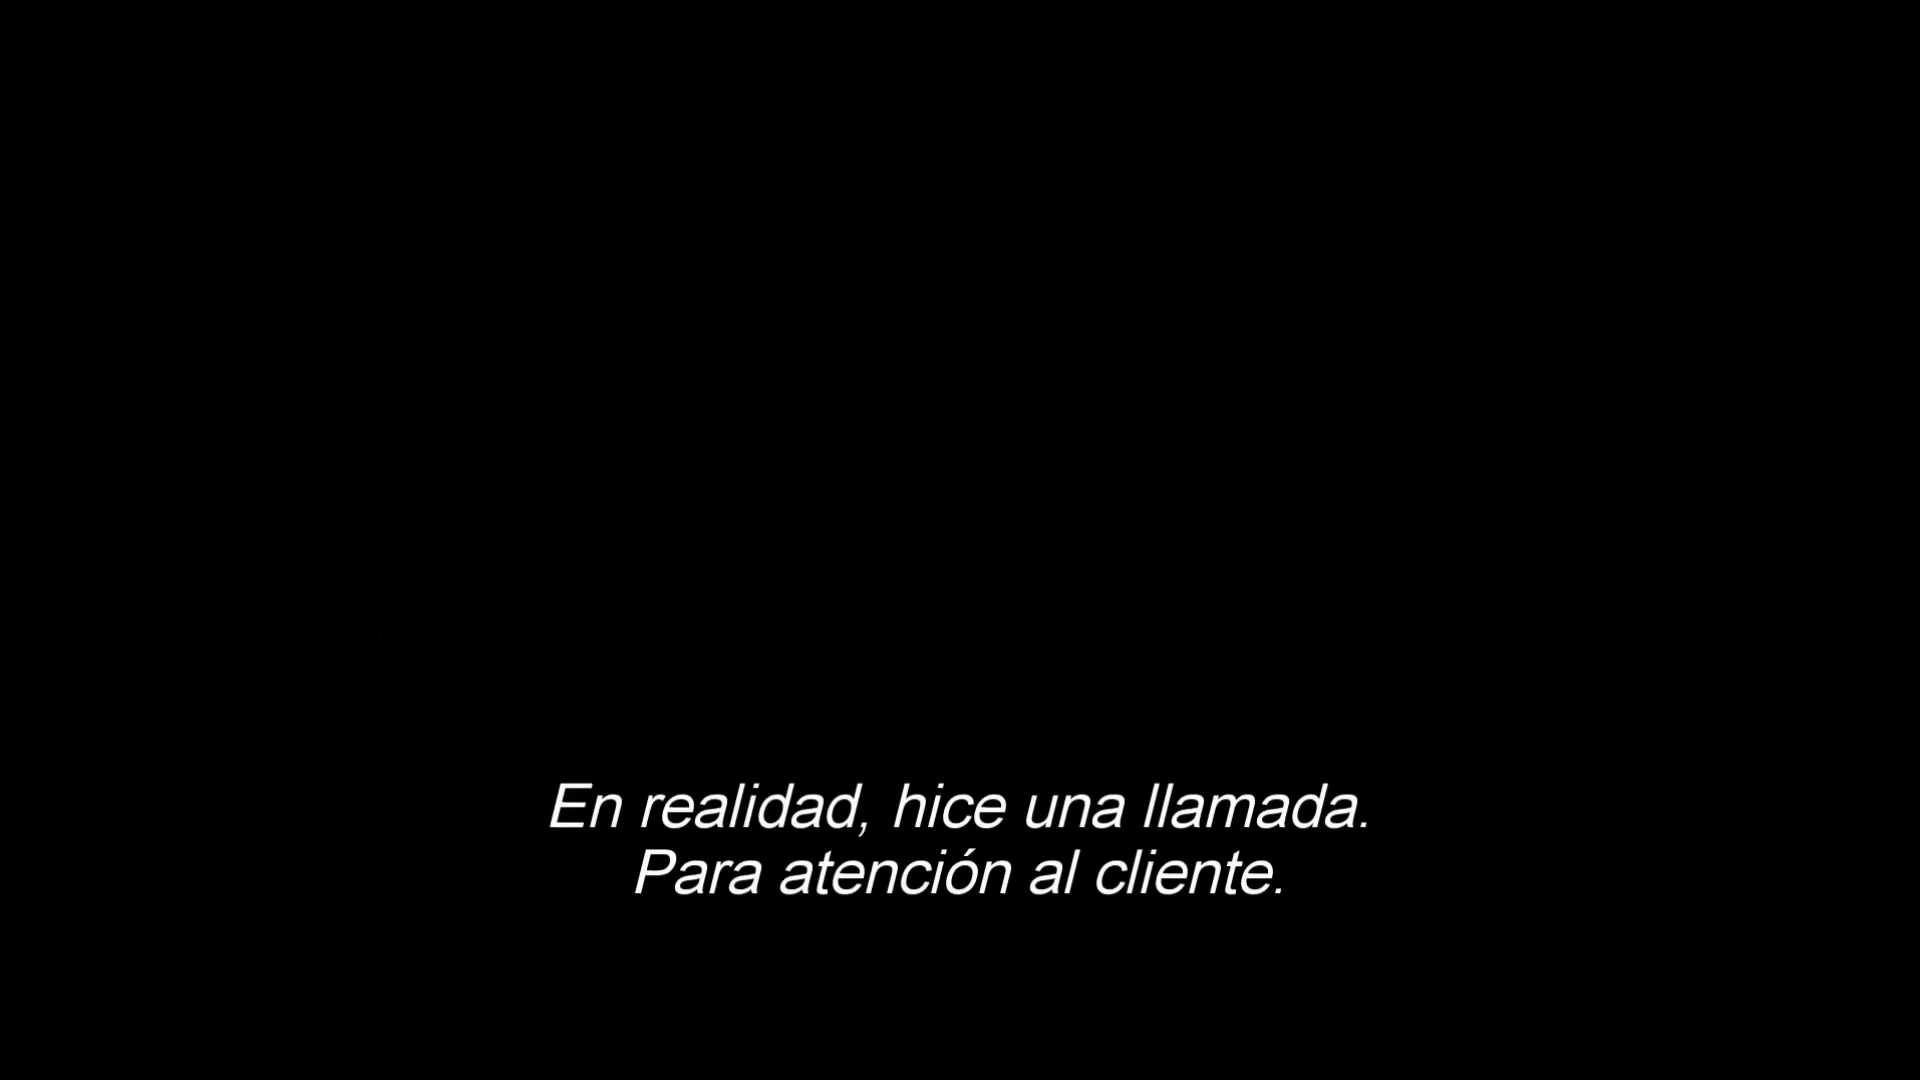 En realidad, hice una llamada.
Para atención al cliente.